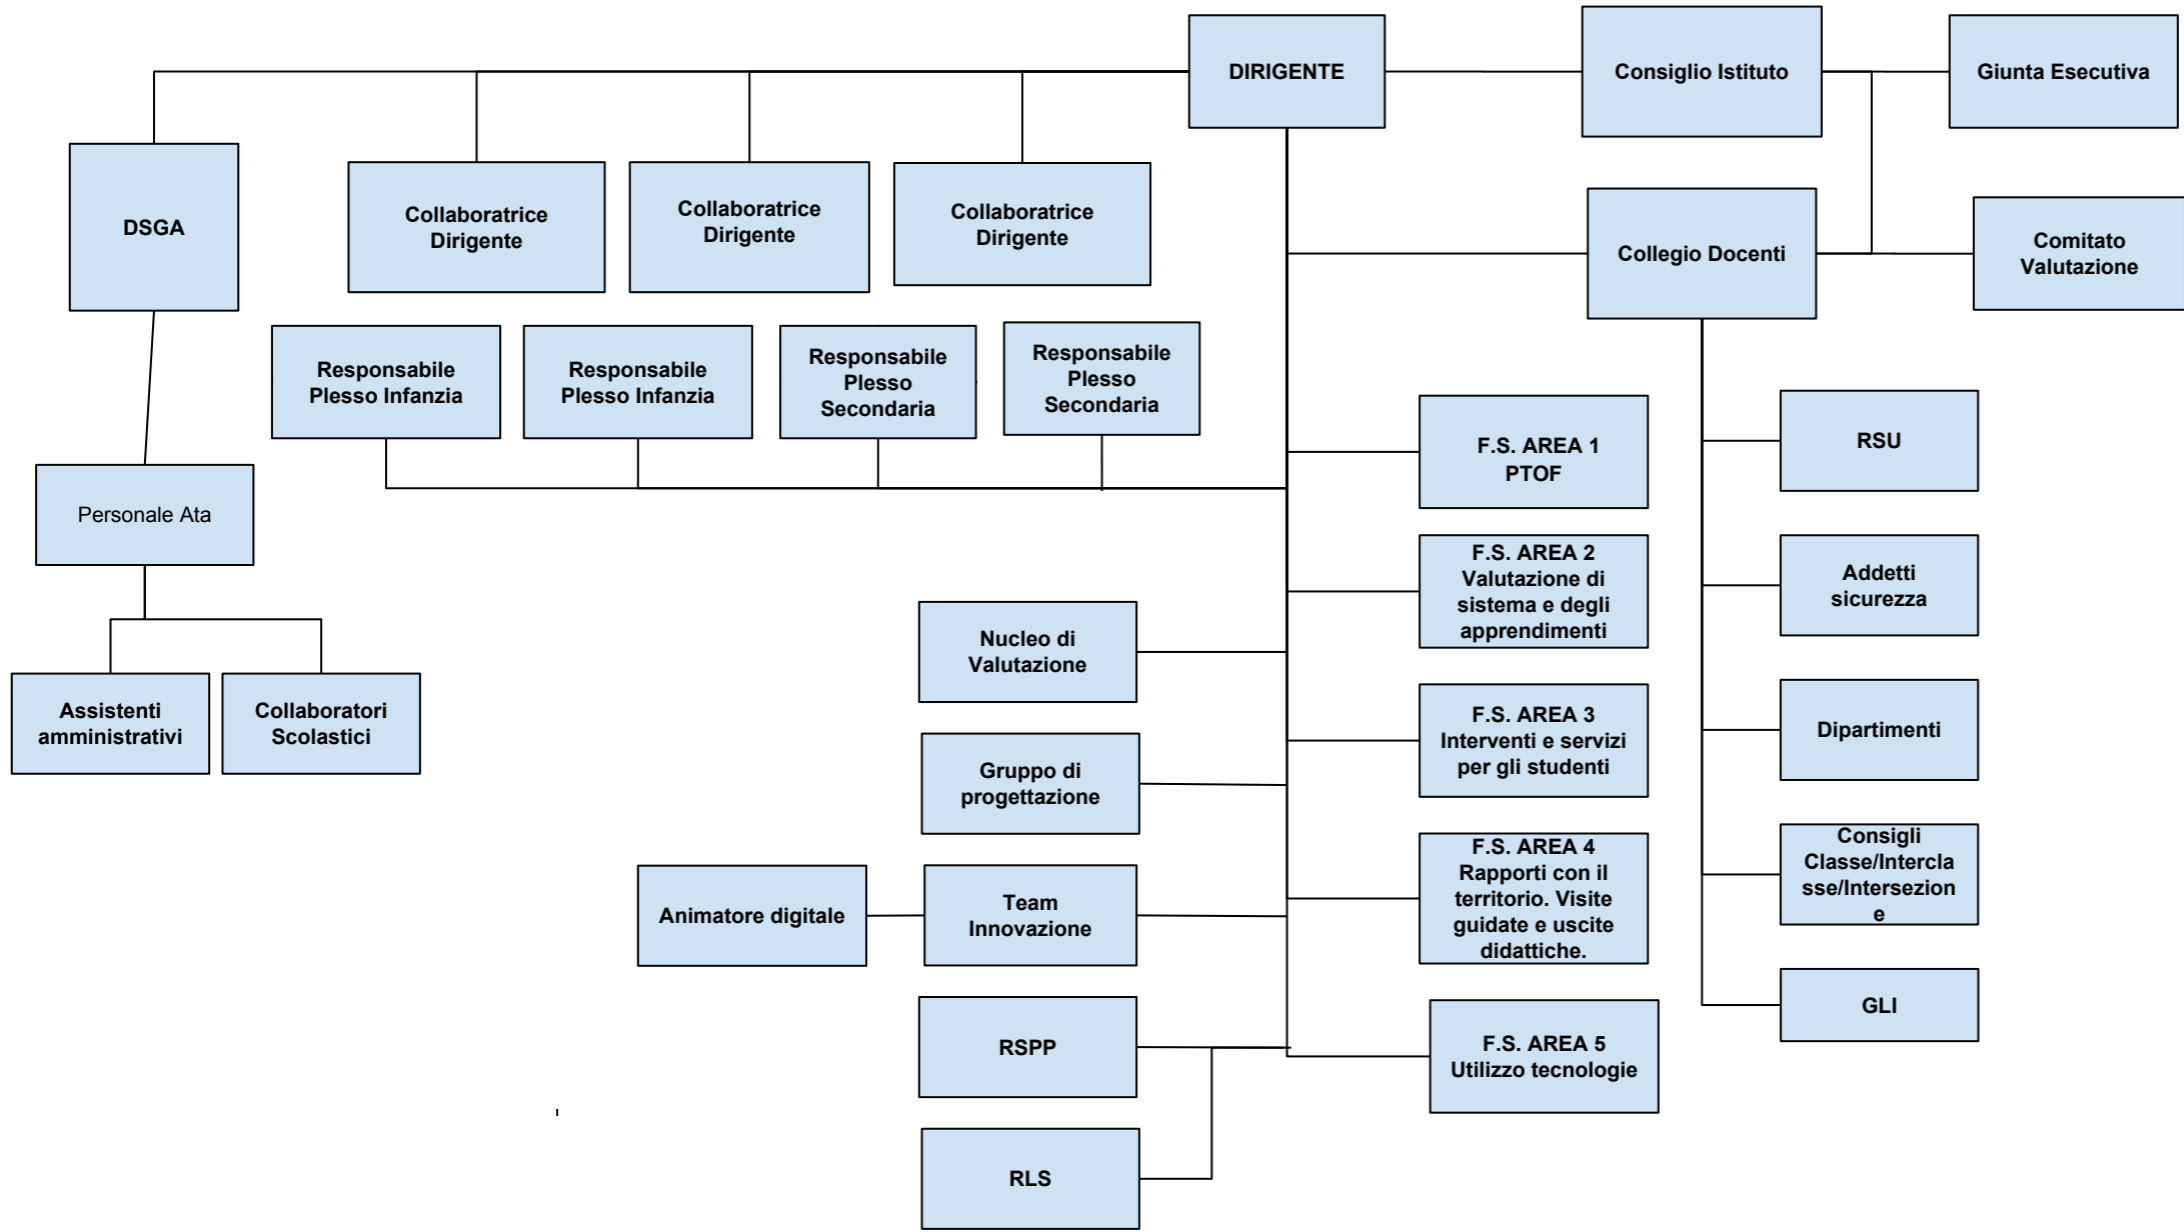 DIRIGENTE
Consiglio Istituto
Giunta Esecutiva
DSGA
Collaboratrice
Dirigente
Collaboratrice
Dirigente
Collaboratrice
Dirigente
Collegio Docenti
Comitato
Valutazione
Responsabile
Plesso Infanzia
Responsabile
Plesso Infanzia
Responsabile
Plesso
Secondaria
Responsabile
Plesso
Secondaria
F.S. AREA 1
PTOF
RSU
Personale Ata
F.S. AREA 2
Valutazione di
sistema e degli
apprendimenti
Addetti
sicurezza
Nucleo di
Valutazione
Assistenti
amministrativi
Collaboratori
Scolastici
F.S. AREA 3
Interventi e servizi
per gli studenti
Dipartimenti
Gruppo di
progettazione
F.S. AREA 4
Rapporti con il
territorio. Visite
guidate e uscite
didattiche.
Consigli
Classe/Intercla
sse/Intersezion
e
Animatore digitale
Team
Innovazione
GLI
RSPP
F.S. AREA 5
Utilizzo tecnologie
RLS